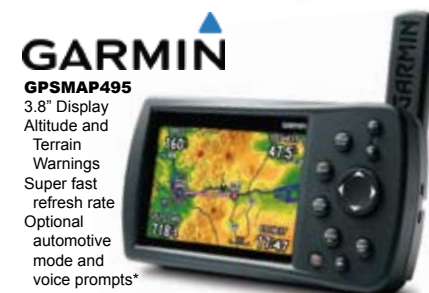 GARMIN
GPSMAP495
3.8" Display
Altitude and
Terrain
Warnings
Super fast
refresh rate
Optional
automotive
mode and
voice prompts*
GARMIN
GARMIN
160
47.5
718.
12:47